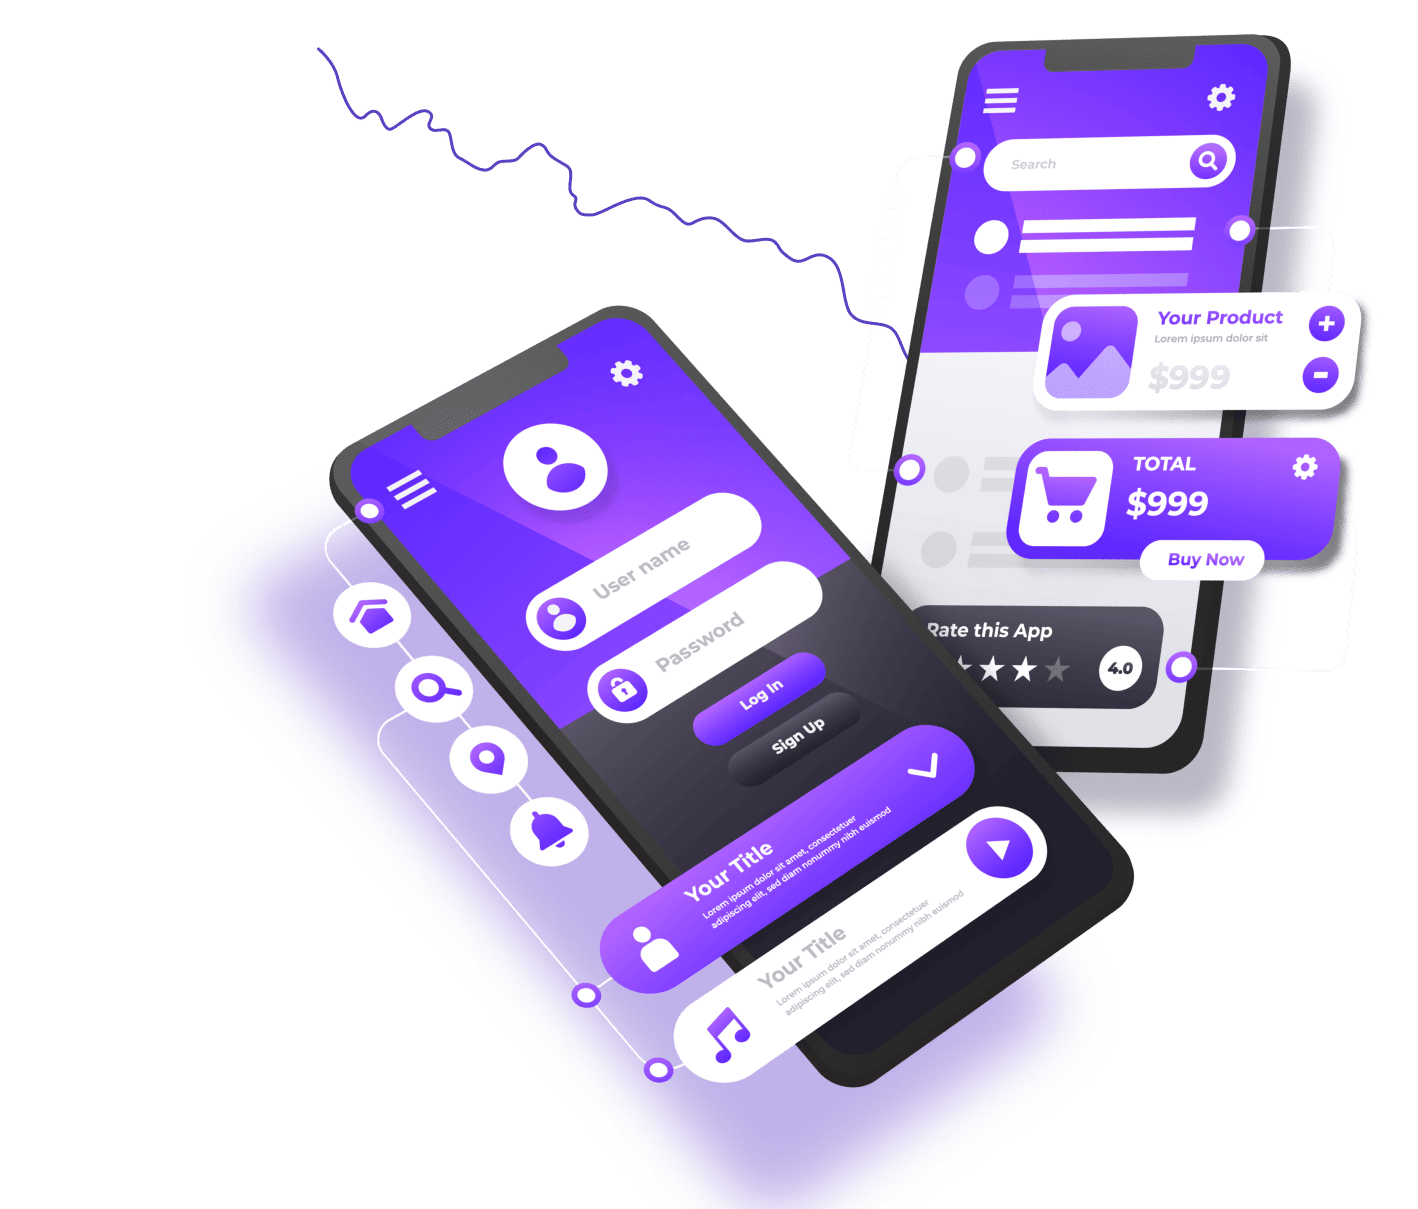 Search
Your Product
Lorem ipsum dolor sit
$999
TOTAL
$999
Buy Now
Rate this App
4.0
User name
Password
Log In
Sign Up
Your Title
Lorem ipsum dolor sit amet, consectetuer
adipiscing elit, sed diam nonummy nibh euismod
Your Title
Lorem ipsum dolor sit amet, consectetuer
adipiscing elit, sed diam nonummy nibh euismod